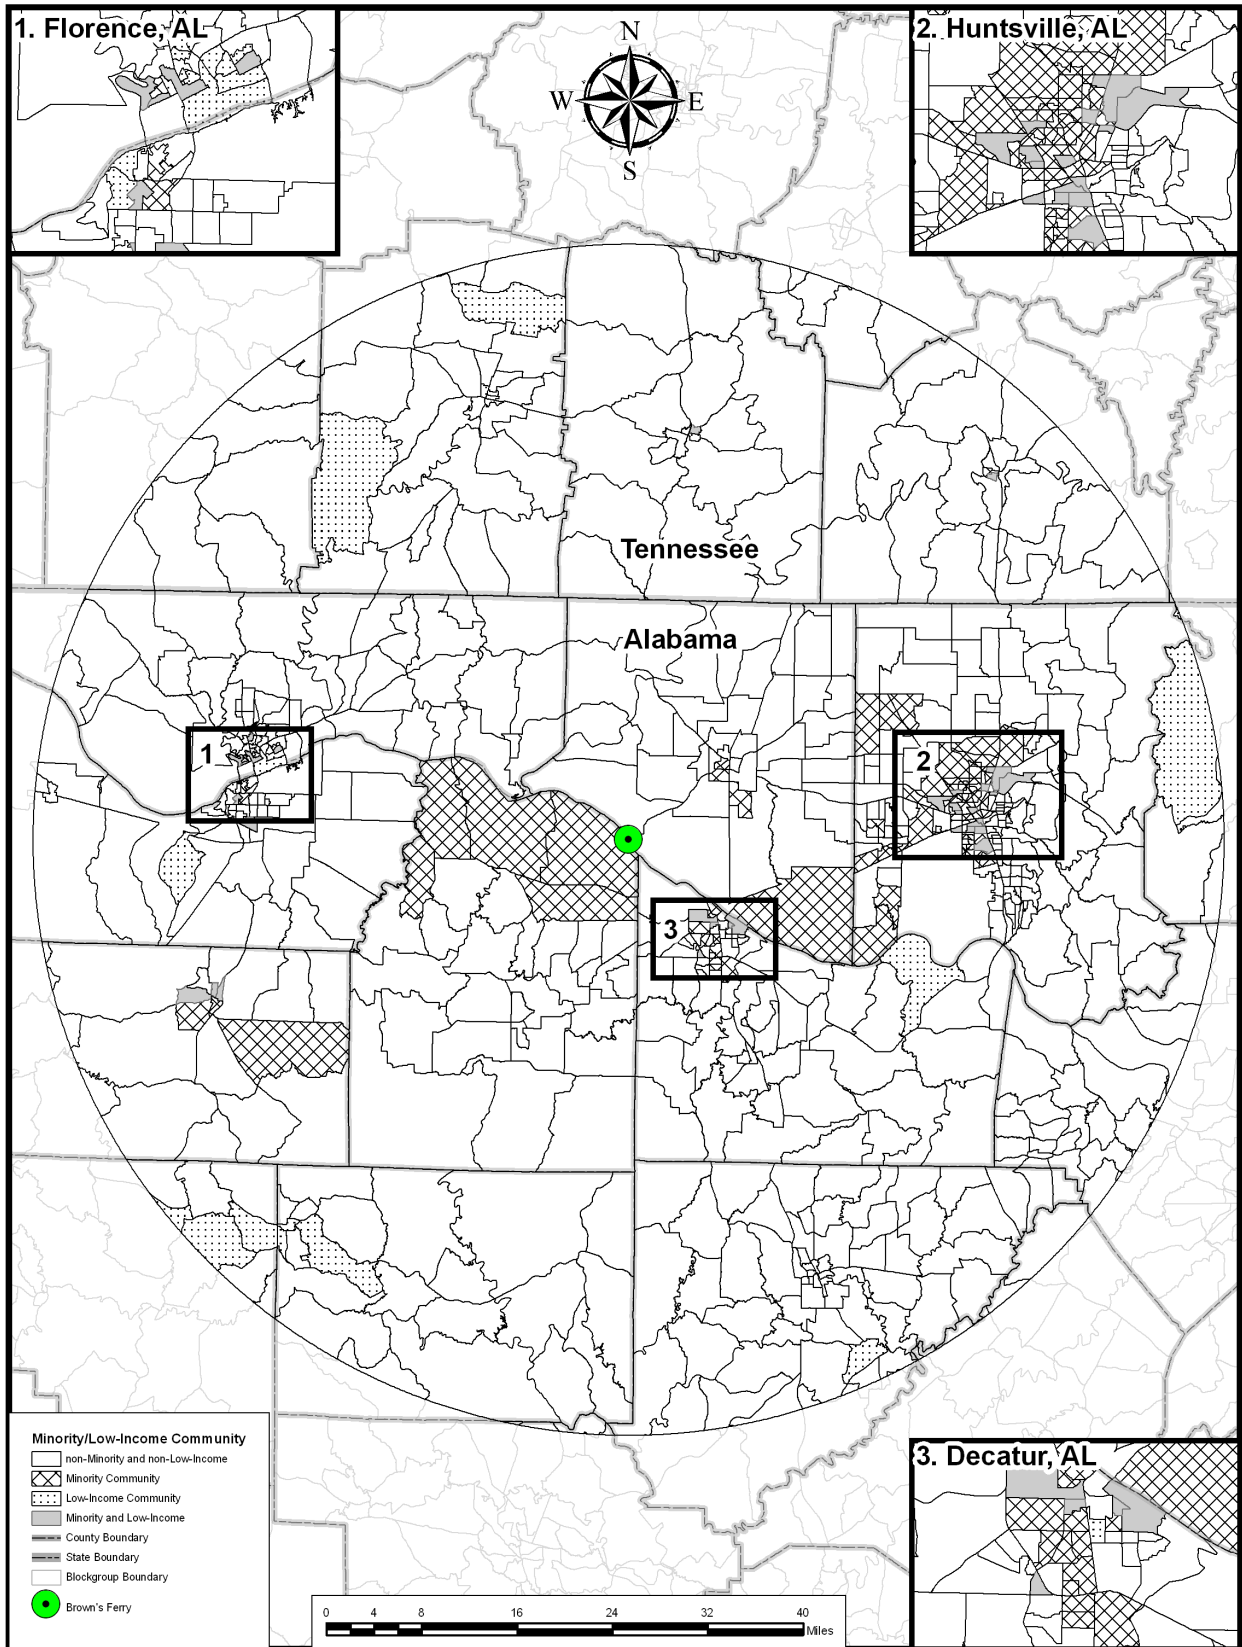 1. Florence, AL
2. Huntsville, AL
N
W
E
S
Tennessee
Alabama
1
2
3
Minority/Low-Income Community
non-Minority and non-Low-Income
Minority Community
Low-Income Community
Minority and Low-Income
County Boundary
State Boundary
Blockgroup Boundary
Brown's Ferry
0 4 8 16 24 32 40
Miles
3. Decatur, AL